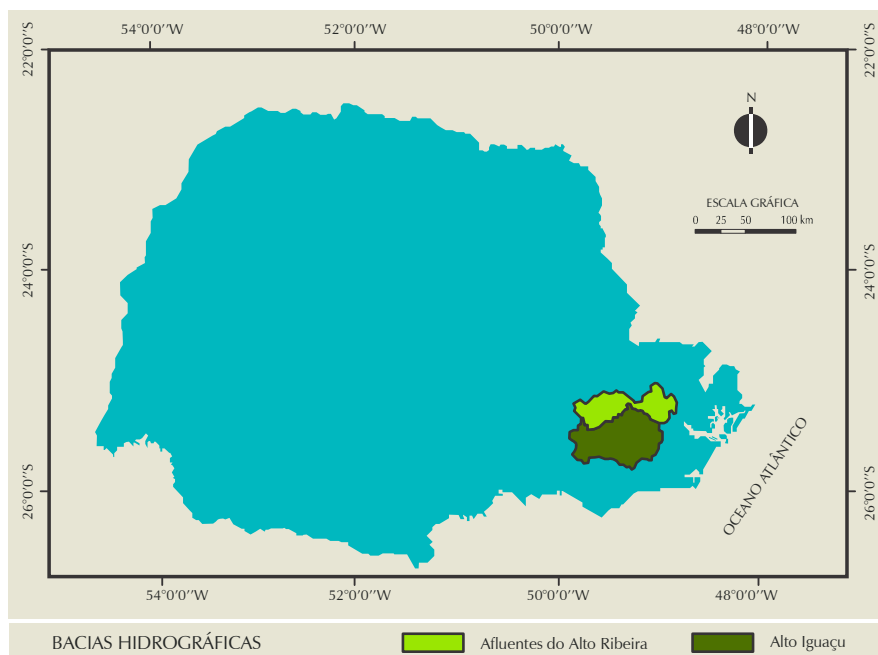 54°0'0"W 52°0'0"W 50°0'0"W 48°0'0"W
22°0'0"S 22°0'0"S
N
ESCALA GRÁFICA
0 25 50 100 km
24°0'0"S 24°0'0"S
OCEANO ATLÂNTICO
26°0'0"S 26°0'0"S
54°0'0"W 52°0'0"W 50°0'0"W 48°0'0"W
BACIAS HIDROGRÁFICAS Afluentes do Alto Ribeira Alto Iguaçu